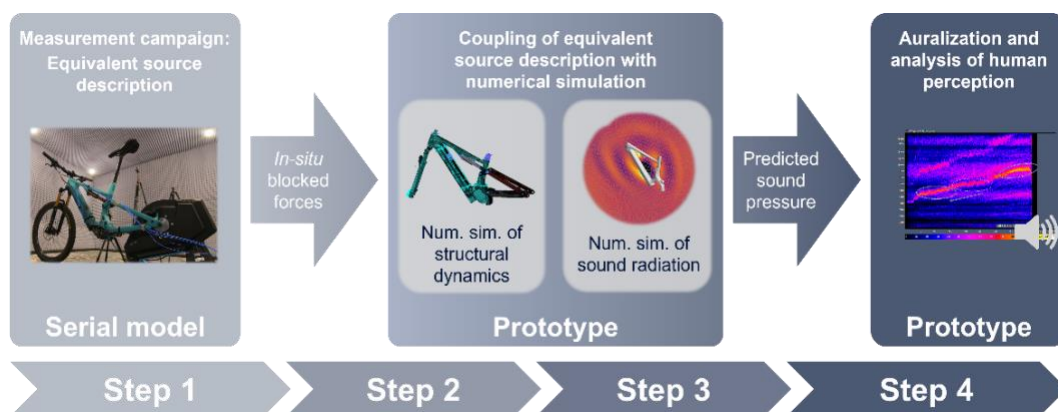 Measurement campaign:
Equivalent source
description
Serial model
In-situ
blocked
forces
Coupling of equivalent
source description with
numerical simulation
Num. sim. of
structural
dynamics
Num. sim. of
sound radiation
Prototype
Predicted
sound
pressure
Auralization and
analysis of human
perception
Prototype
Step 1
Step 2
Step 3
Step 4